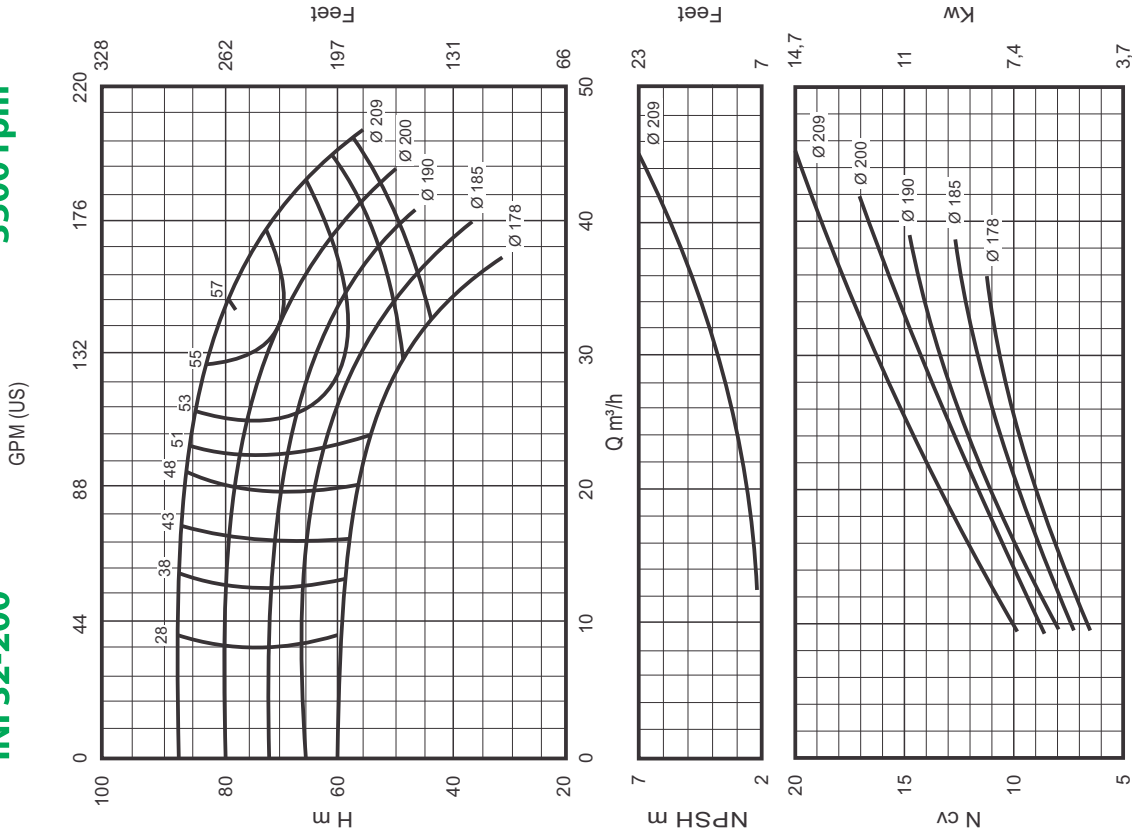 32-200 3500 rpm
GPM (US)
0 44 88 132 176 220
100 328
80 262
60 197
40 131
20 66
H m
Feet
28 38 43 48 51 53 55 57
Ø 209
Ø 200
Ø 190
Ø 185
Ø 178
0 10 20 30 40 50
Q m³/h
7 23
2 7
NPSH m
Feet
Ø 209
20 14,7
15 11
10 7,4
5 3,7
N cv
Kw
Ø 209
Ø 200
Ø 190
Ø 185
Ø 178